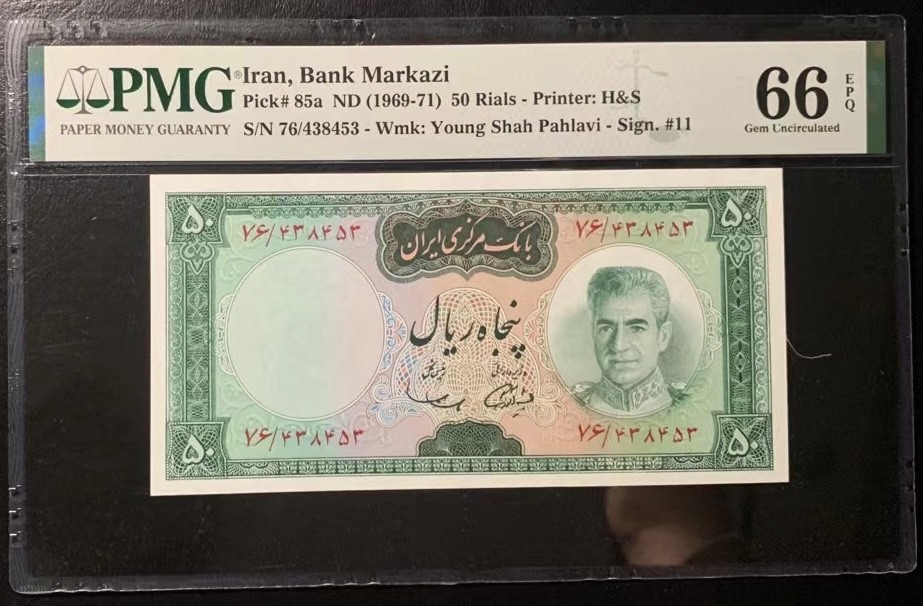 PMG® Iran, Bank Markazi
Pick# 85a ND (1969-71) 50 Rials - Printer: H&S
PAPER MONEY GUARANTY S/N 76/438453 - Wmk: Young Shah Pahlavi - Sign. #11
66 EPQ
Gem Uncirculated
۵۰ ۵۰
۷۶/۴۳۸۴۵۳ ۷۶/۴۳۸۴۵۳
بانک مرکزی ایران
پنجاه ریال
۷۶/۴۳۸۴۵۳ ۷۶/۴۳۸۴۵۳
۵۰ ۵۰